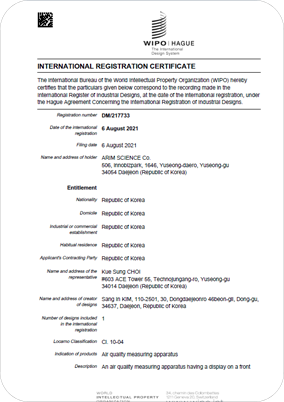 WIPO | HAGUE
The International
Design System
INTERNATIONAL REGISTRATION CERTIFICATE
The International Bureau of the World Intellectual Property Organization (WIPO) hereby
certifies that the particulars given below correspond to the recording made in the
International Register of Industrial Designs, at the date of the international registration, under
the Hague Agreement Concerning the International Registration of Industrial Designs.
Registration number DM/217733
Date of the international 6 August 2021
registration
Filing date 6 August 2021
Name and address of holder ARIM SCIENCE Co.
606, Innobizpark, 1646, Yuseong-daero, Yuseong-gu
34054 Daejeon (Republic of Korea)
Entitlement
Nationality Republic of Korea
Domicile Republic of Korea
Industrial or commercial Republic of Korea
establishment
Habitual residence Republic of Korea
Applicant's Contracting Party Republic of Korea
Name and address of the Kue Sung CHOI
representative #603 ACE Tower 55, Technojungang-ro, Yuseong-gu
34014 Daejeon (Republic of Korea)
Name and address of creator Sang In KIM, 110-2501, 30, Dongdaejeonro 46beon-gil, Dong-gu,
of designs 34637, Daejeon, Republic of Korea
Number of designs included 1
in the international
registration
Locarno Classification Cl. 10-04
Indication of products Air quality measuring apparatus
Description An air quality measuring apparatus having a display on a front
WORLD
INTELLECTUAL PROPERTY